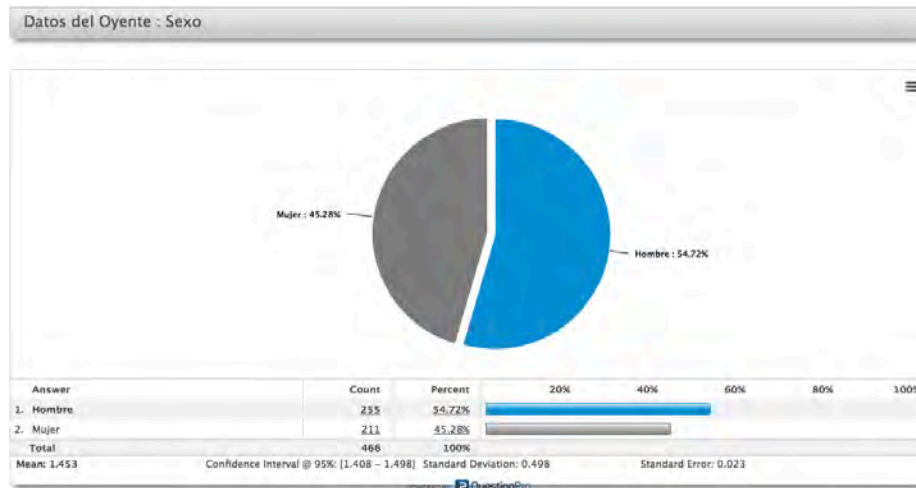 Datos del Oyente : Sexo
Mujer : 45.28%
Hombre : 54.72%
Answer Count Percent 20% 40% 60% 80% 100%
1. Hombre 255 54.72%
2. Mujer 211 45.28%
Total 466 100%
Mean: 1.453 Confidence Interval @ 95%: [1.408 - 1.498] Standard Deviation: 0.498 Standard Error: 0.023
QuestionPro